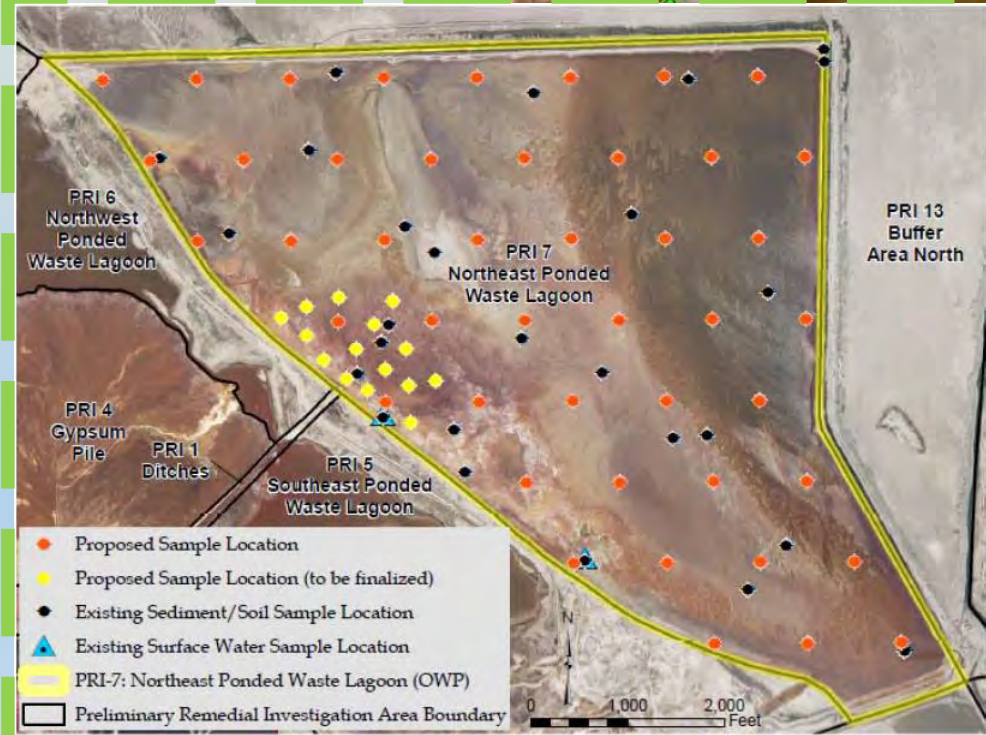 PRI 6
Northwest
Ponded
Waste Lagoon
PRI 13
Buffer
Area North
PRI 7
Northeast Ponded
Waste Lagoon
PRI 4
Gypsum
Pile
PRI 1
Ditches
PRI 5
Southeast Ponded
Waste Lagoon
Proposed Sample Location
Proposed Sample Location (to be finalized)
Existing Sediment/Soil Sample Location
Existing Surface Water Sample Location
PRI-7: Northeast Ponded Waste Lagoon (OWP)
Preliminary Remedial Investigation Area Boundary
N
0 1,000 2,000
Feet